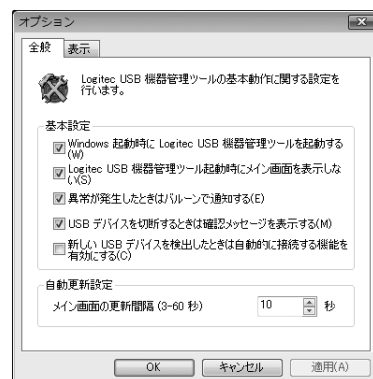 オプション
全般 表示
Logitec USB 機器管理ツールの基本動作に関する設定を
行います。
基本設定
Windows 起動時に Logitec USB 機器管理ツールを起動する
(W)
Logitec USB 機器管理ツール起動時にメイン画面を表示しな
い(S)
異常が発生したときはバルーンで通知する(E)
USB デバイスを切断するときは確認メッセージを表示する(M)
新しい USB デバイスを検出したときは自動的に接続する機能を
有効にする(C)
自動更新設定
メイン画面の更新間隔 (3-60 秒) 10 秒
OK キャンセル 適用(A)